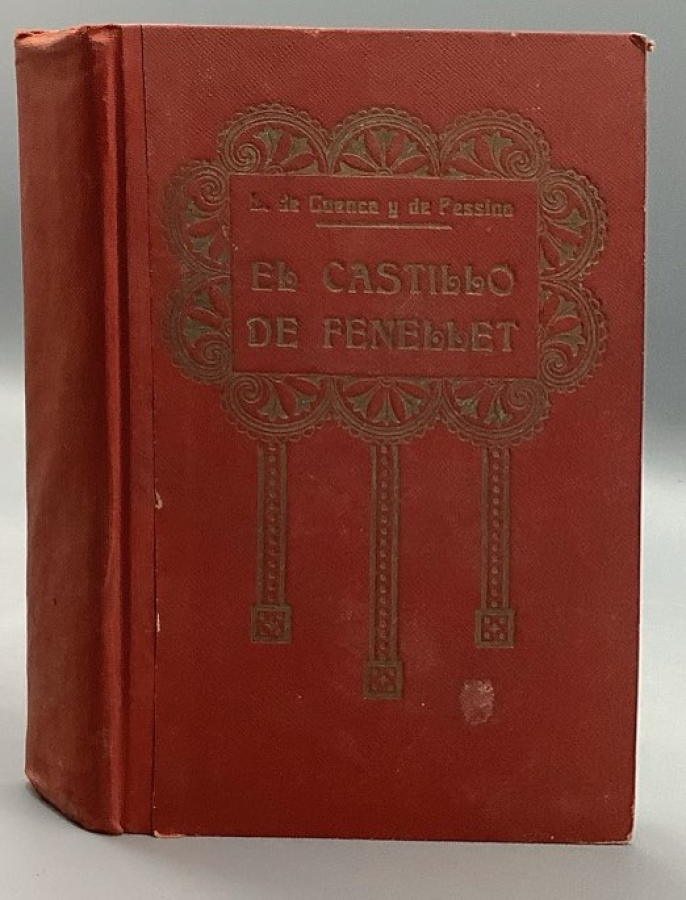 de Cuenca y de Pessino
EL CASTILLO
DE FENELLET